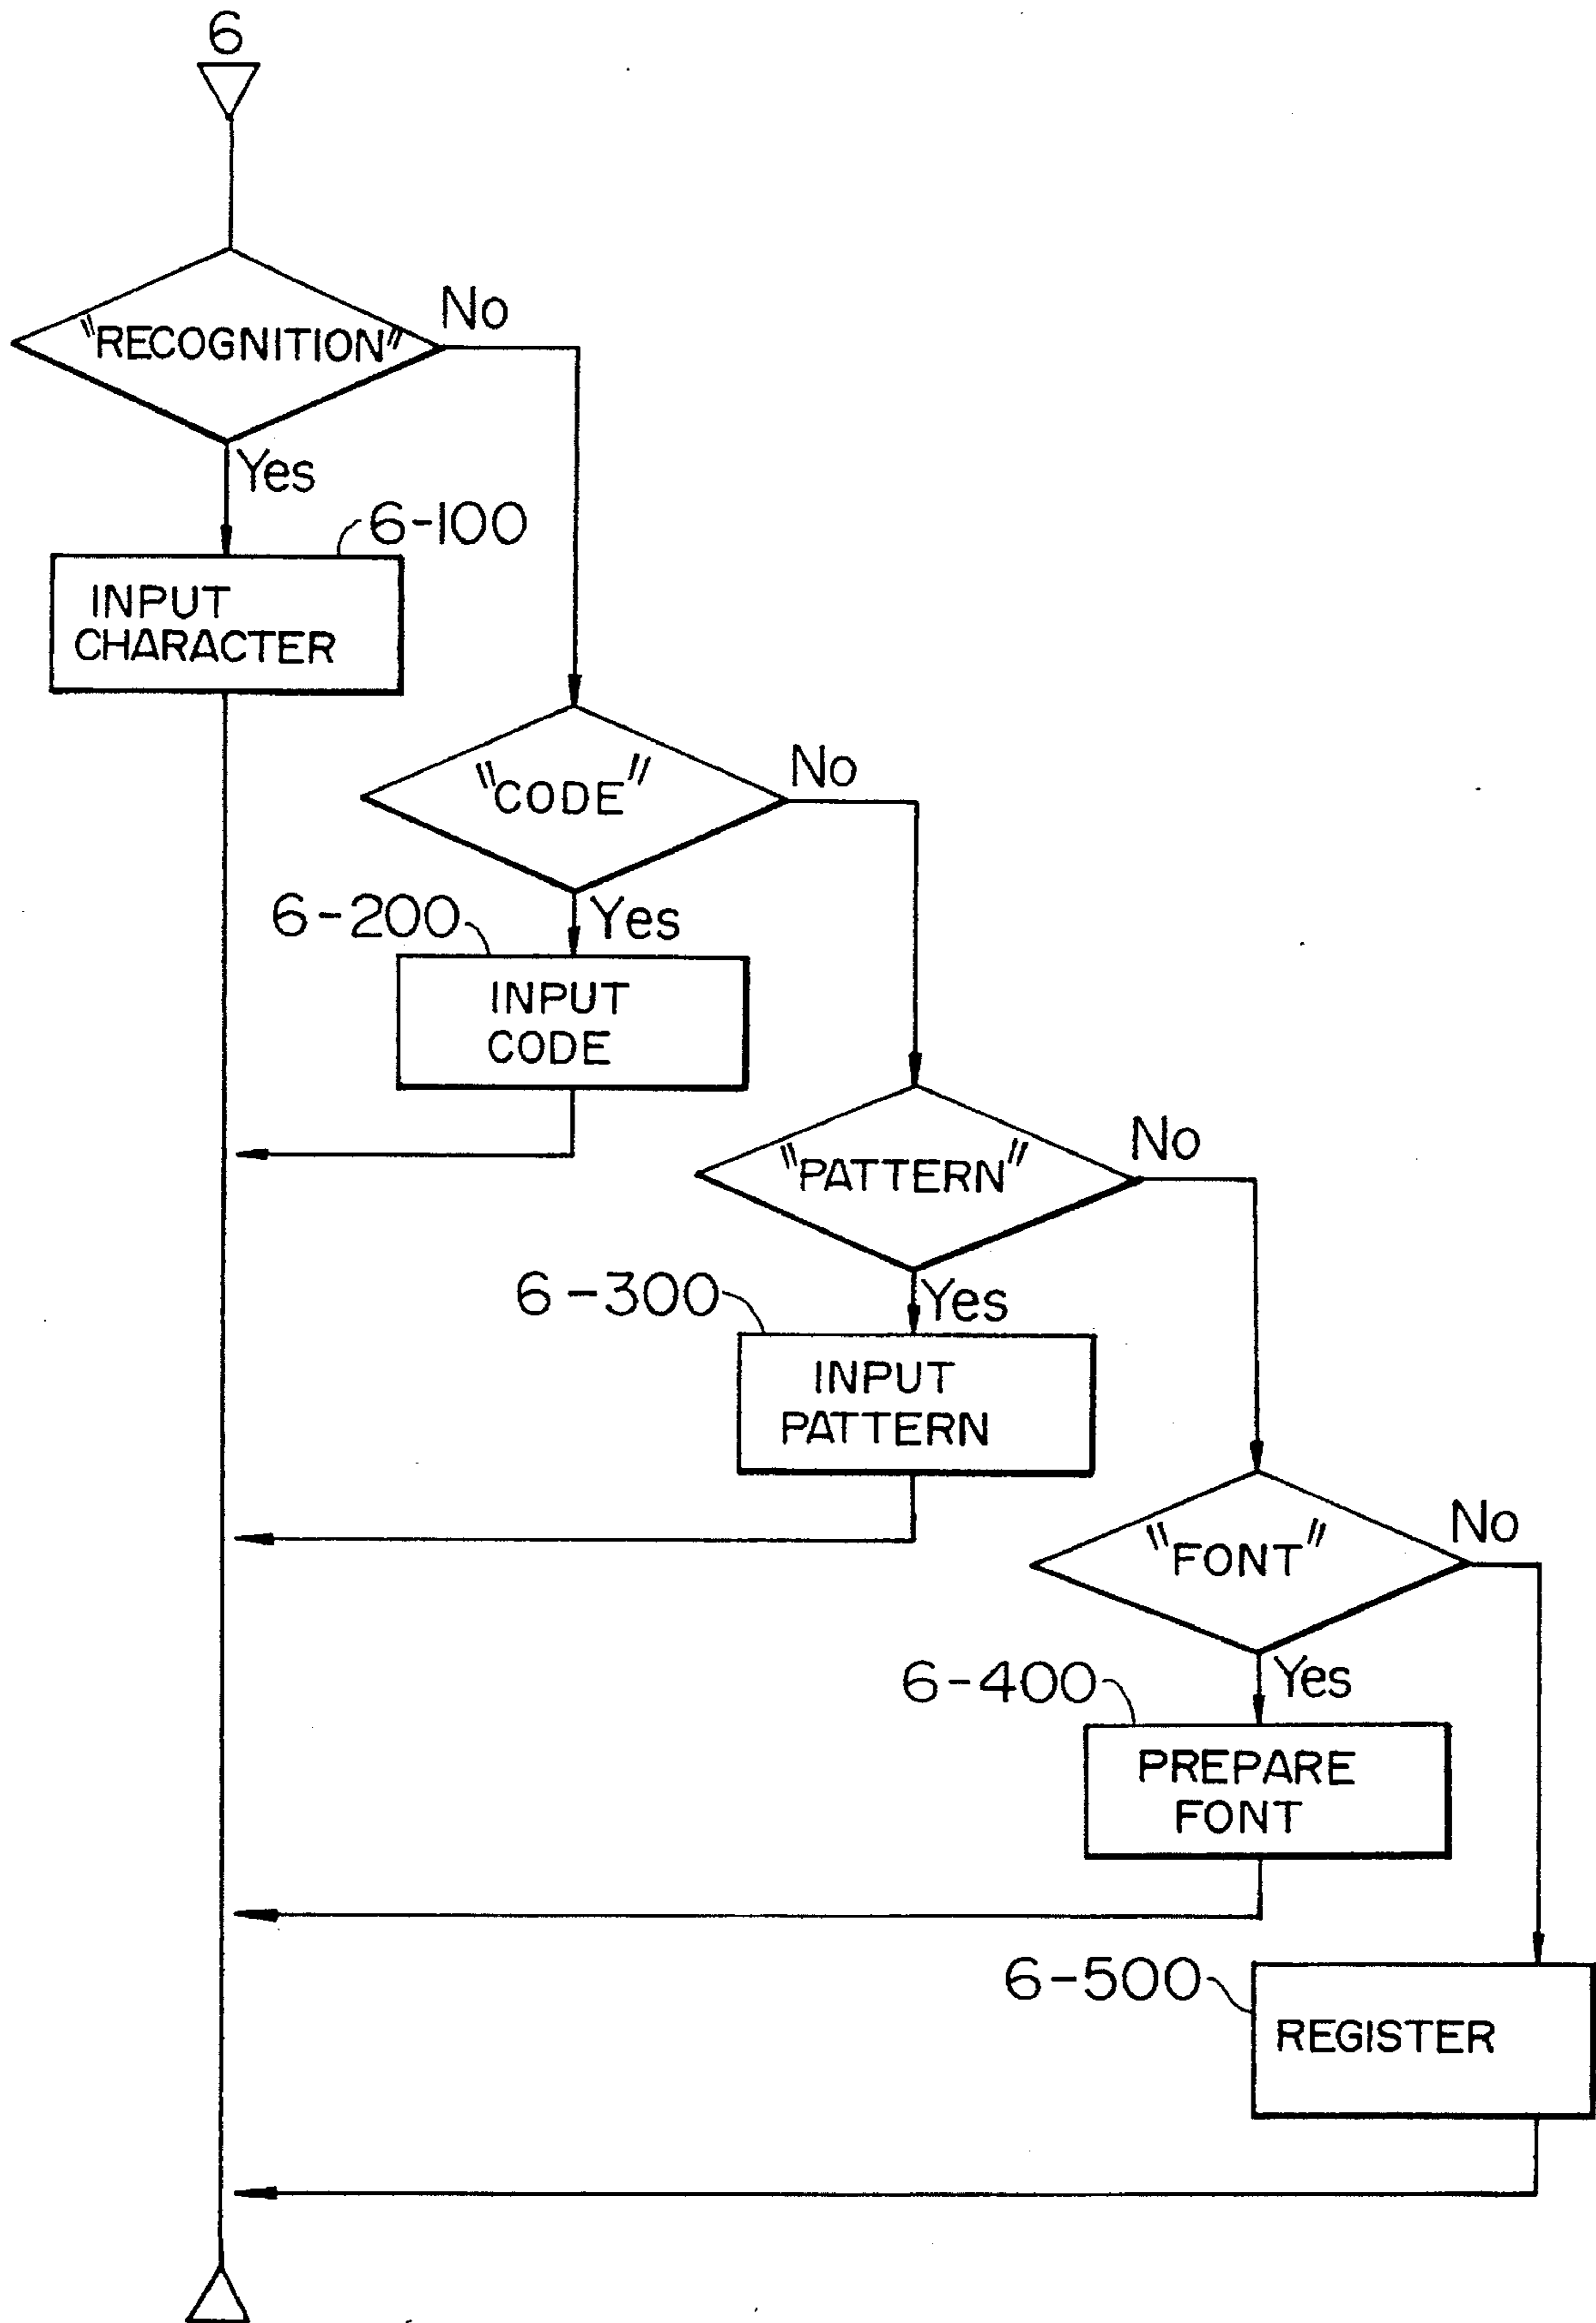 6
"RECOGNITION"
No
Yes
6-100
INPUT
CHARACTER
"CODE"
No
6-200
Yes
INPUT
CODE
"PATTERN"
No
6-300
Yes
INPUT
PATTERN
"FONT"
No
6-400
Yes
PREPARE
FONT
6-500
REGISTER